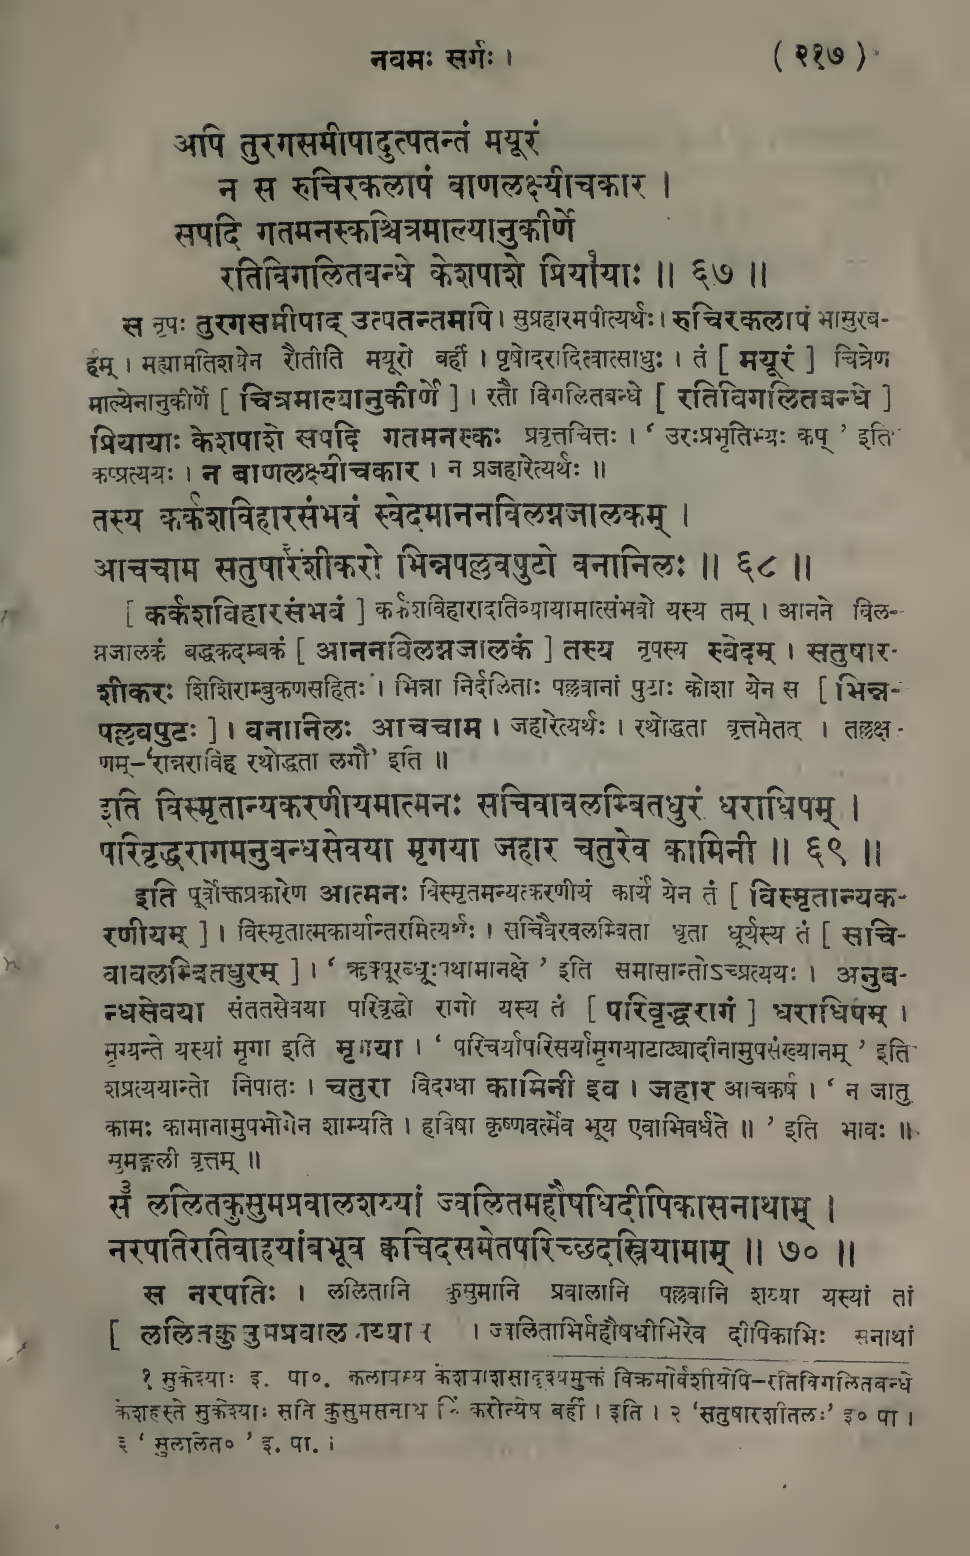 नवमः सर्गः । ( २१७ )
अपि तुरगसमीपादुत्पतन्तं मयूरं
न स रुचिरकलापं बाणलक्ष्यीचकार ।
सपदि गतमनस्कश्चित्रमाल्यानुकीर्णे
रतिविगलितबन्धे केशपाशे प्रियायाः१ ॥ ६७ ॥
स नृपः तुरगसमीपाद् उत्पतन्तमपि । सुप्रहारमपीत्यर्थः । रुचिरकलापं भासुरब-
र्हम् । मह्यामतिशयेन रौतीति मयूरो बर्ही । पृषोदरादित्वात्साधुः । तं [ मयूरं ] चित्रेण
माल्येनानुकीर्णे [ चित्रमाल्यानुकीर्णे ] । रतौ विगलितबन्धे [ रतिविगलितबन्धे ]
प्रियायाः केशपाशे सपदि गतमनस्कः प्रवृत्तचित्तः । ‘ उरःप्रभृतिभ्यः कप् ’ इति
कप्प्रत्ययः । न बाणलक्ष्यीचकार । न प्रजहारेत्यर्थः ॥
तस्य कर्कशविहारसंभवं स्वेदमाननविलग्नजालकम् ।
आचचाम सतुषारशीकरो२ भिन्नपल्लवपुटो वनानिलः ॥ ६८ ॥
[ कर्कशविहारसंभवं ] कर्कशविहारादतिव्यायामात्संभवो यस्य तम् । आनने विल-
ग्नजालकं बद्धकदम्बकं [ आननविलग्नजालकं ] तस्य नृपस्य स्वेदम् । सतुषार-
शीकरः शिशिराम्बुकणसहितः । भिन्ना निर्दलिताः पल्लवानां पुटाः कोशा येन स [ भिन्न-
पल्लवपुटः ] । वनानिलः आचचाम । जहारेत्यर्थः । रथोद्धता वृत्तमेतत् । तल्लक्ष-
णम्–‘रान्नराविह रथोद्धता लगौ’ इति ॥
इति विस्मृतान्यकरणीयमात्मनः सचिवावलम्बितधुरं धराधिपम् ।
परिवृद्धरागमनुबन्धसेवया मृगया जहार चतुरेव कामिनी ॥ ६९ ॥
इति पूर्वोक्तप्रकारेण आत्मनः विस्मृतमन्यत्करणीयं कार्यं येन तं [ विस्मृतान्यक-
रणीयम् ] । विस्मृतात्मकार्यान्तरमित्यर्थः । सचिवैरवलम्बिता धृता धूर्यस्य तं [ सचि-
वावलम्बितधुरम् ] । ‘ ऋक्पूरब्धूःपथामानक्षे ’ इति समासान्तोऽच्प्रत्ययः । अनुब-
न्धसेवया संततसेवया परिवृद्धो रागो यस्य तं [ परिवृद्धरागं ] धराधिपम् ।
मृग्यन्ते यस्यां मृगा इति मृगया । ‘ परिचर्यापरिसर्यामृगयाटाट्यादीनामुपसंख्यानम् ’ इति
शप्रत्ययान्तो निपातः । चतुरा विदग्धा कामिनी इव । जहार आचकर्ष । ‘ न जातु
कामः कामानामुपभोगेन शाम्यति । हविषा कृष्णवर्त्मेव भूय एवाभिवर्धते ॥ ’ इति भावः ॥
सुमङ्गली वृत्तम् ॥
स३ ललितकुसुमप्रवालशय्यां ज्वलितमहौषधिदीपिकासनाथाम् ।
नरपतिरतिवाहयांबभूव क्वचिदसमेतपरिच्छदस्त्रियामाम् ॥ ७० ॥
स नरपतिः । ललितानि कुसुमानि प्रवालानि पल्लवानि शय्या यस्यां तां
[ ललितकुसुमप्रवालशय्यां । ज्वलिताभिर्महौषधीभिरेव दीपिकाभिः सनाथां
१ सुकेश्याः इ. पा०. कलापस्य केशपाशसादृश्यमुक्तं विक्रमोर्वशीयेपि–रतिविगलितबन्धे
केशहस्ते सुकेश्याः सति कुसुमसनाथे किं करोत्येष बर्ही । इति । २ ‘सतुषारशीतलः’ इ० पा ।
३ ‘ सुललित० ’ इ. पा. ।